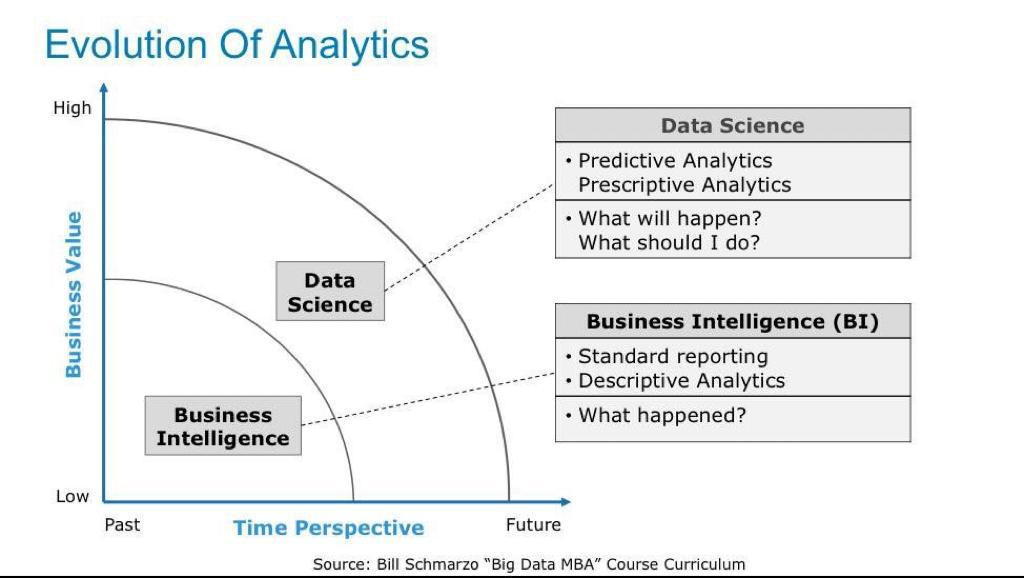 Evolution Of Analytics
High
Business Value
Low
Past
Time Perspective
Future
Data
Science
Business
Intelligence
Data Science
• Predictive Analytics
Prescriptive Analytics
• What will happen?
What should I do?
Business Intelligence (BI)
• Standard reporting
• Descriptive Analytics
• What happened?
Source: Bill Schmarzo “Big Data MBA” Course Curriculum